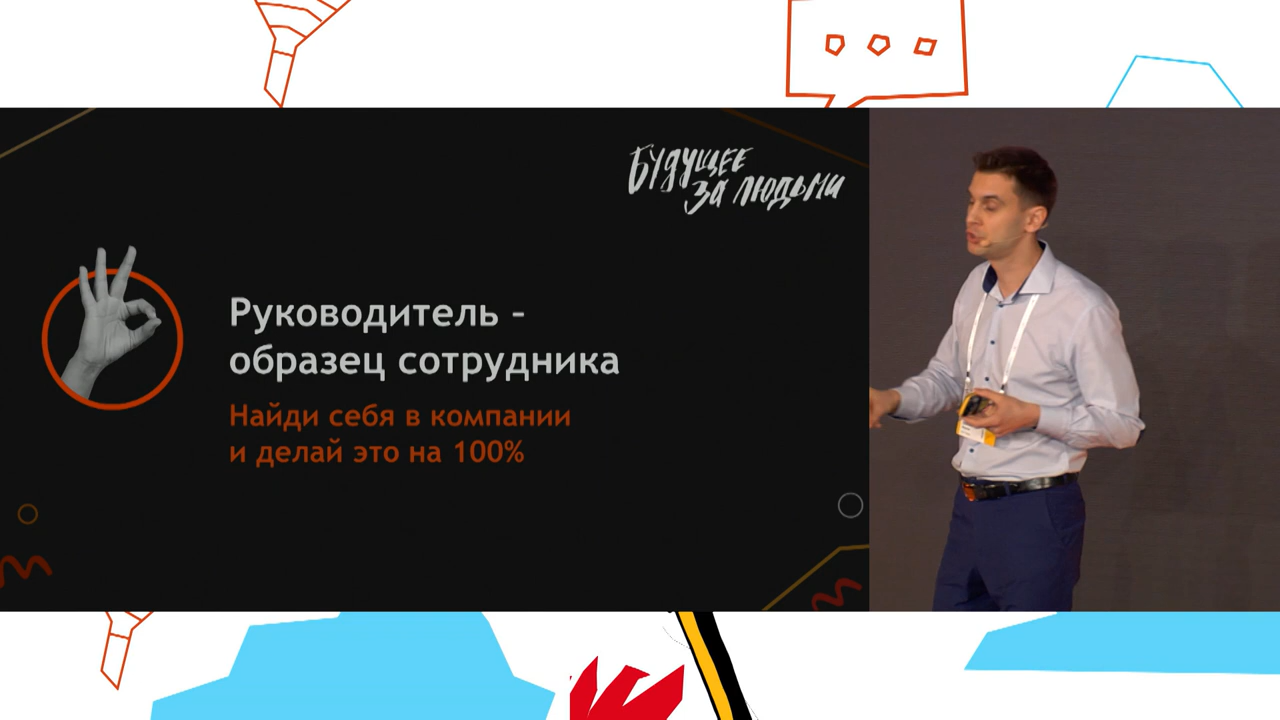 Будущее
за людьми
Руководитель –
образец сотрудника
Найди себя в компании
и делай это на 100%